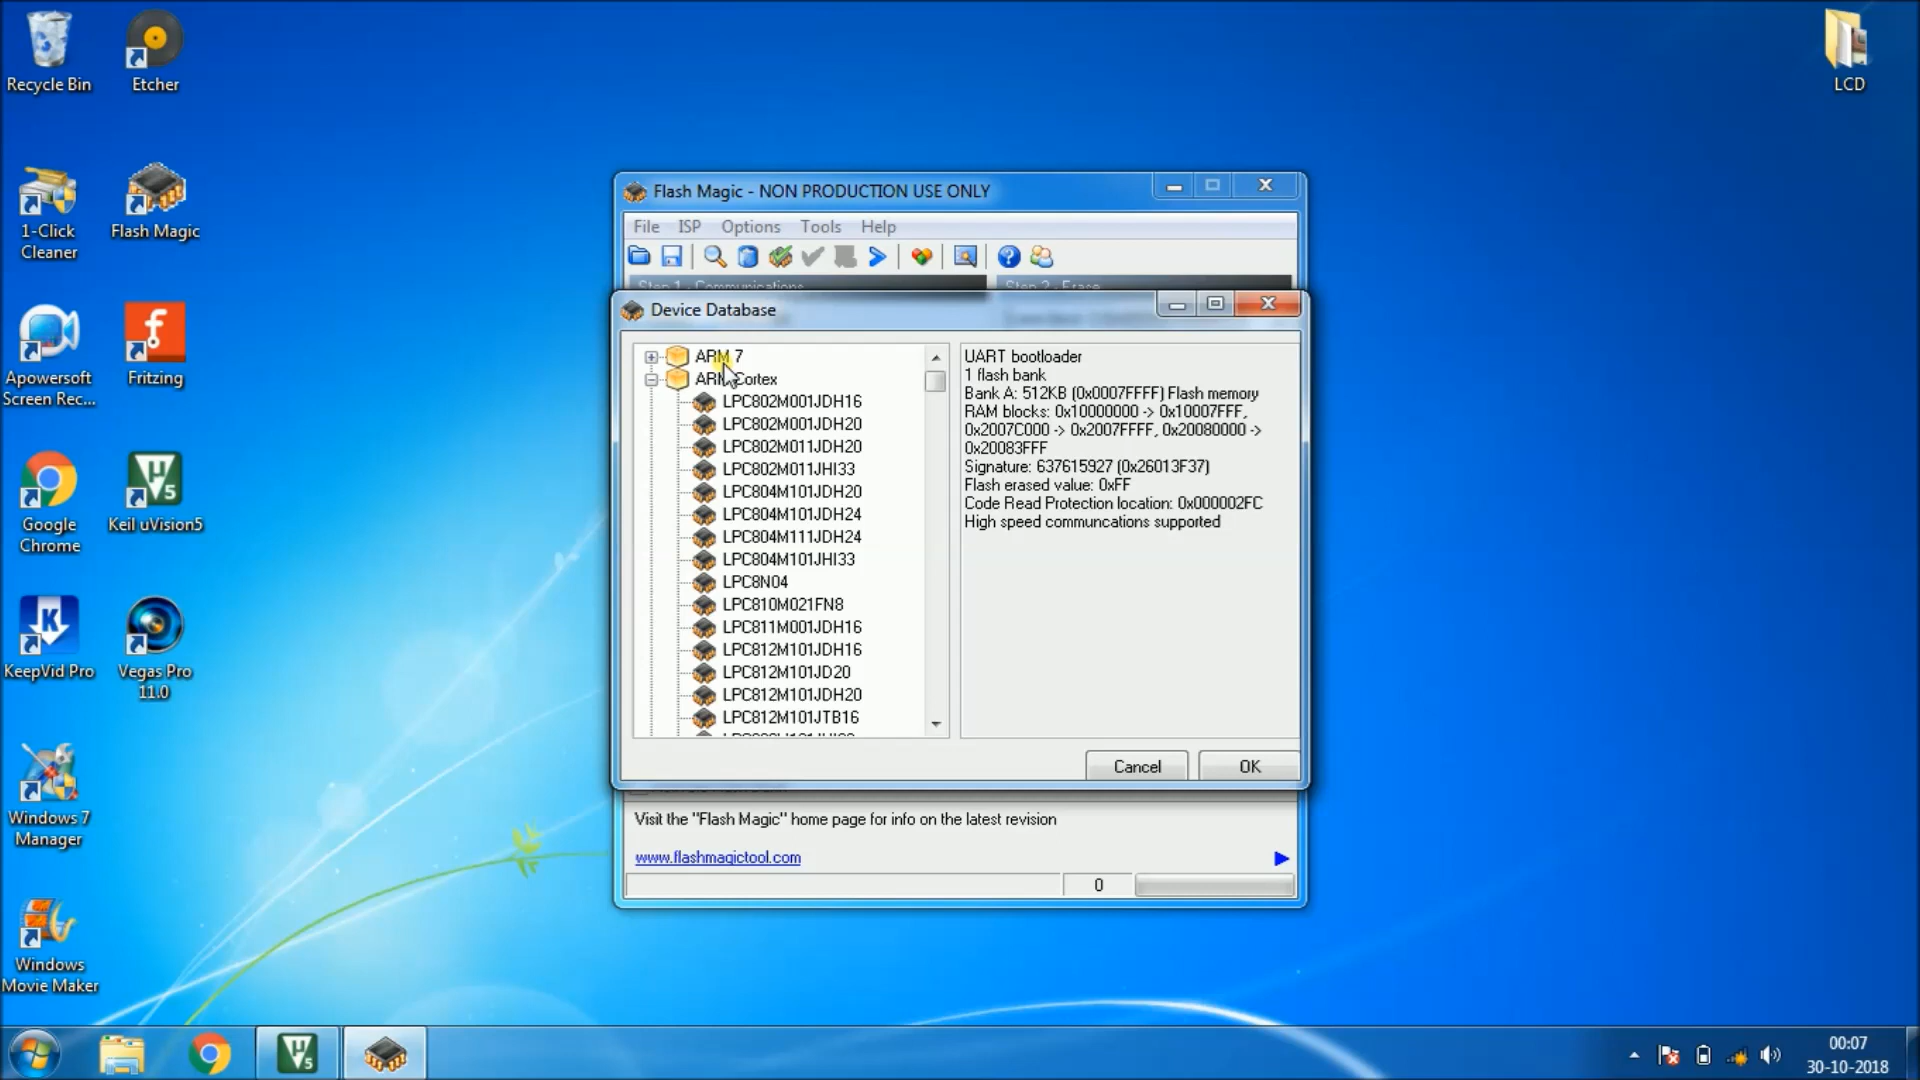 Recycle Bin
Etcher
LCD
1-Click
Cleaner
Flash Magic
Apowersoft
Screen Rec...
Fritzing
Google
Chrome
Keil uVision5
KeepVid Pro
Vegas Pro
11.0
Windows 7
Manager
Windows
Movie Maker
Flash Magic - NON PRODUCTION USE ONLY
File ISP Options Tools Help
Step 1 - Communications
Step 2 - Erase
Device Database
ARM 7
ARM Cortex
LPC802M001JDH16
LPC802M001JDH20
LPC802M011JDH20
LPC802M011JHI33
LPC804M101JDH20
LPC804M101JDH24
LPC804M111JDH24
LPC804M101JHI33
LPC8N04
LPC810M021FN8
LPC811M001JDH16
LPC812M101JDH16
LPC812M101JD20
LPC812M101JDH20
LPC812M101JTB16
UART bootloader
1 flash bank
Bank A: 512KB (0x0007FFFF) Flash memory
RAM blocks: 0x10000000 -> 0x10007FFF,
0x2007C000 -> 0x2007FFFF, 0x20080000 ->
0x20083FFF
Signature: 637615927 (0x26013F37)
Flash erased value: 0xFF
Code Read Protection location: 0x000002FC
High speed communcations supported
Cancel
OK
Visit the "Flash Magic" home page for info on the latest revision
www.flashmagictool.com
0
00:07
30-10-2018